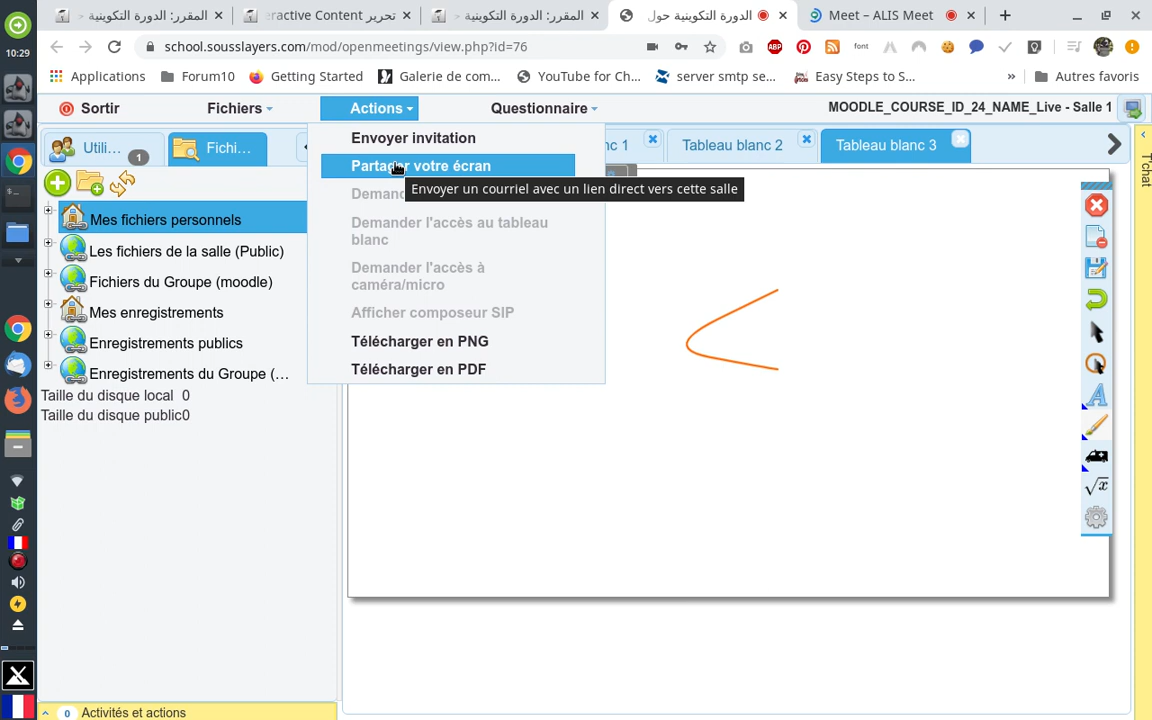 10:29
المقرر: الدورة التكوينية >
تحرير eractive Content
المقرر: الدورة التكوينية >
الدورة التكوينية حول
Meet – ALIS Meet
school.sousslayers.com/mod/openmeetings/view.php?id=76
ABP
font
Applications
Forum10
Getting Started
Galerie de com...
YouTube for Ch...
server smtp se...
Easy Steps to S...
»
Autres favoris
Sortir
Fichiers
Actions
Questionnaire
MOODLE_COURSE_ID_24_NAME_Live - Salle 1
Utili...
1
Fichi...
nc 1
Tableau blanc 2
Tableau blanc 3
T'chat
Envoyer invitation
Partager votre écran
Envoyer un courriel avec un lien direct vers cette salle
Demand
Demander l'accès au tableau
blanc
Demander l'accès à
caméra/micro
Afficher composeur SIP
Télécharger en PNG
Télécharger en PDF
Mes fichiers personnels
Les fichiers de la salle (Public)
Fichiers du Groupe (moodle)
Mes enregistrements
Enregistrements publics
Enregistrements du Groupe (...
Taille du disque local 0
Taille du disque public0
A
√x
0 Activités et actions